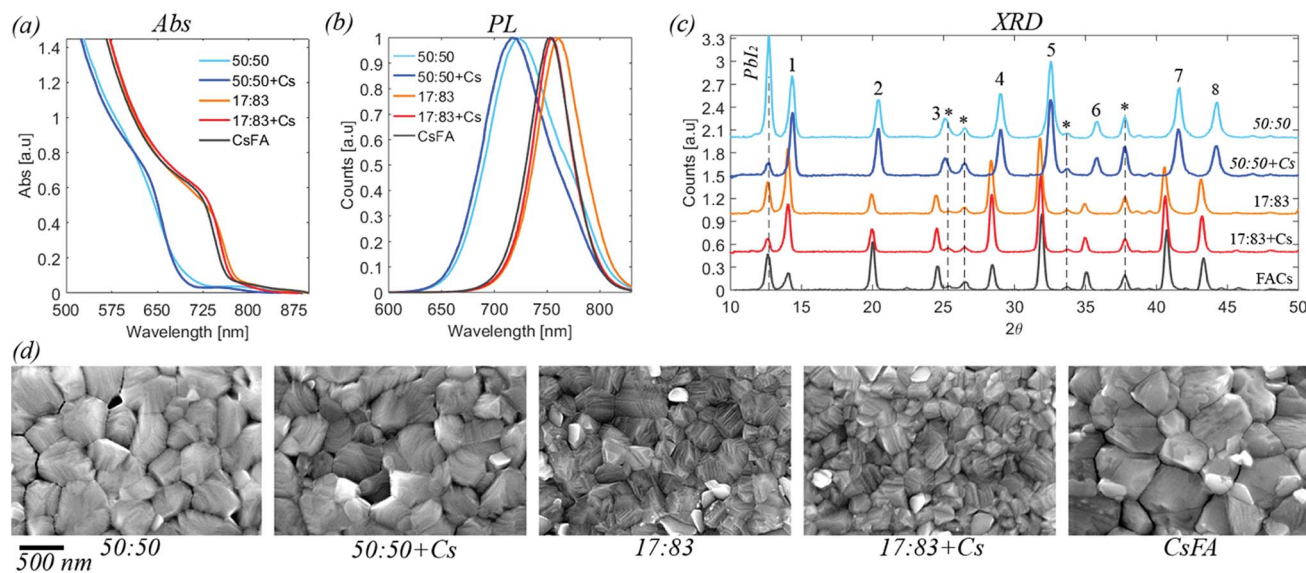 (a) Abs
1.4
1.2
1
0.8
0.6
0.4
0.2
0
Abs [a.u]
50:50
50:50+Cs
17:83
17:83+Cs
CsFA
500 575 650 725 800 875
Wavelength [nm]
(b) PL
1
0.9
0.8
0.7
0.6
0.5
0.4
0.3
0.2
0.1
0
Counts [a.u]
50:50
50:50+Cs
17:83
17:83+Cs
CsFA
600 650 700 750 800
Wavelength [nm]
(c) XRD
3.3
3.0
2.7
2.4
2.1
1.8
1.5
1.2
0.9
0.6
0.3
0
Counts [a.u]
PbI2
1 2 3 * * 4 5 * 6 * 7 8
50:50
50:50+Cs
17:83
17:83+Cs
FACs
10 15 20 25 30 35 40 45 50
2θ
(d)
50:50 50:50+Cs 17:83 17:83+Cs CsFA
500 nm